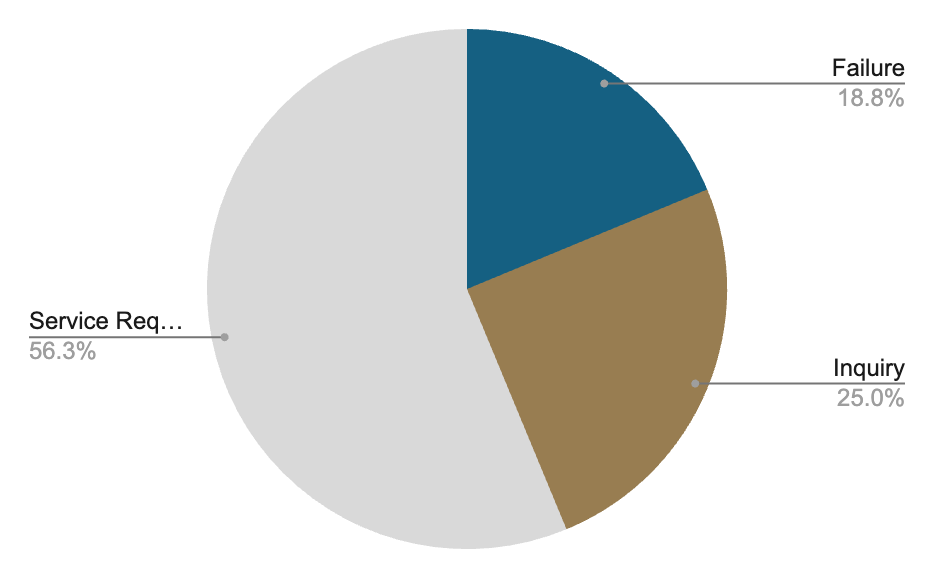 Failure
18.8%
Service Req…
56.3%
Inquiry
25.0%